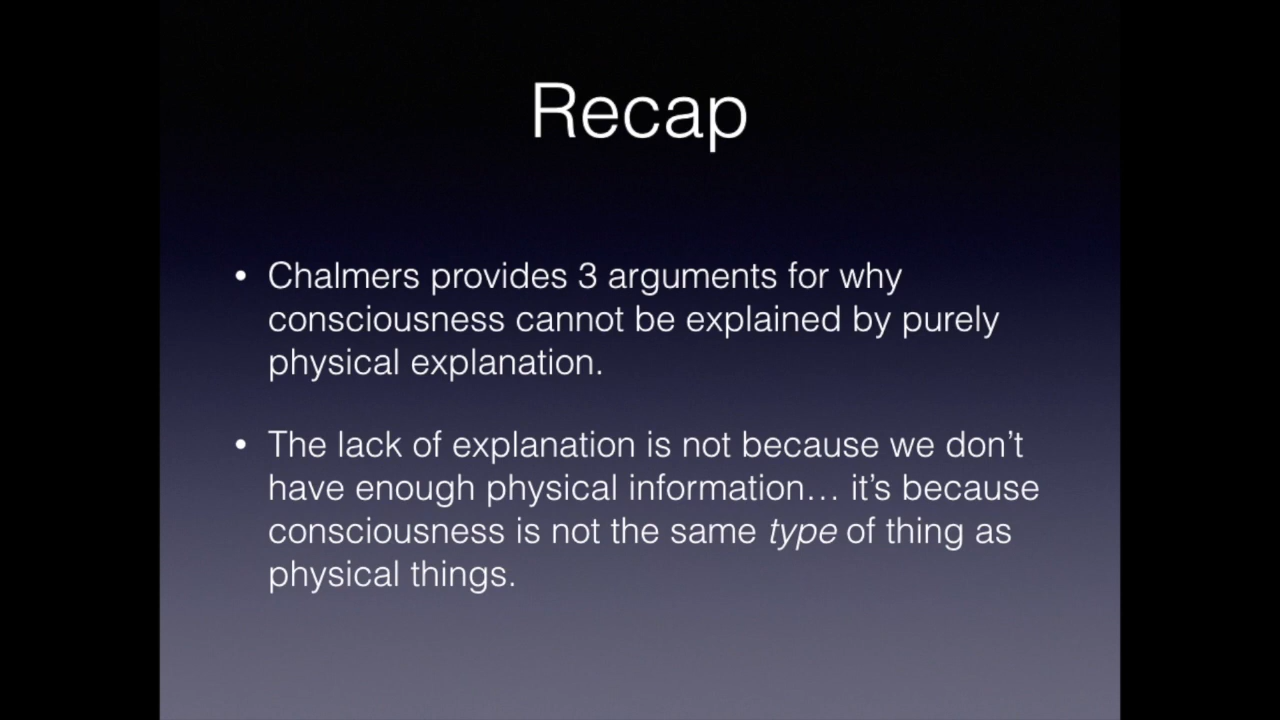 Recap
• Chalmers provides 3 arguments for why
consciousness cannot be explained by purely
physical explanation.
• The lack of explanation is not because we don’t
have enough physical information… it’s because
consciousness is not the same type of thing as
physical things.